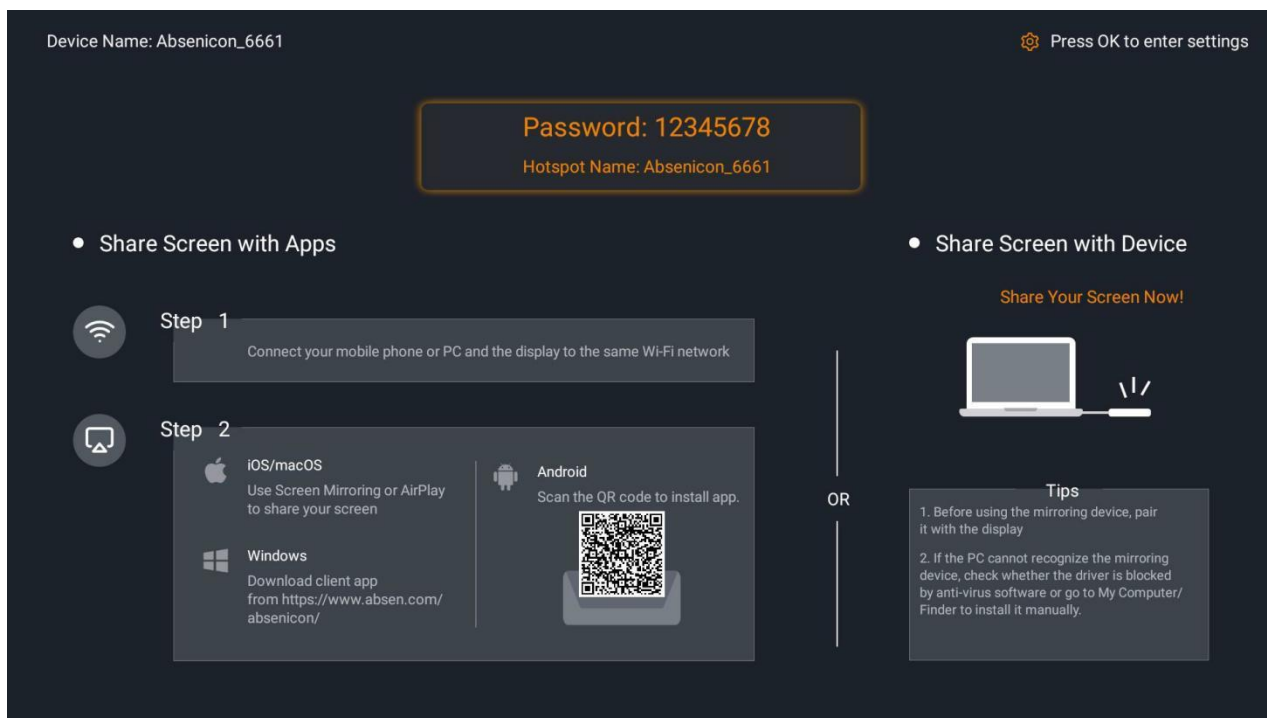 Device Name: Absenicon_6661
Press OK to enter settings
Password: 12345678
Hotspot Name: Absenicon_6661
Share Screen with Apps
Step 1
Connect your mobile phone or PC and the display to the same Wi-Fi network
Step 2
iOS/macOS
Use Screen Mirroring or AirPlay
to share your screen
Windows
Download client app
from https://www.absen.com/
absenicon/
Android
Scan the QR code to install app.
OR
Share Screen with Device
Share Your Screen Now!
Tips
1. Before using the mirroring device, pair
it with the display
2. If the PC cannot recognize the mirroring
device, check whether the driver is blocked
by anti-virus software or go to My Computer/
Finder to install it manually.